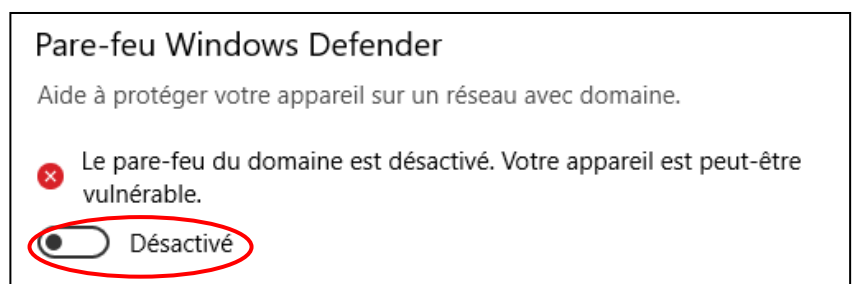 Pare-feu Windows Defender
Aide à protéger votre appareil sur un réseau avec domaine.
Le pare-feu du domaine est désactivé. Votre appareil est peut-être
vulnérable.
Désactivé